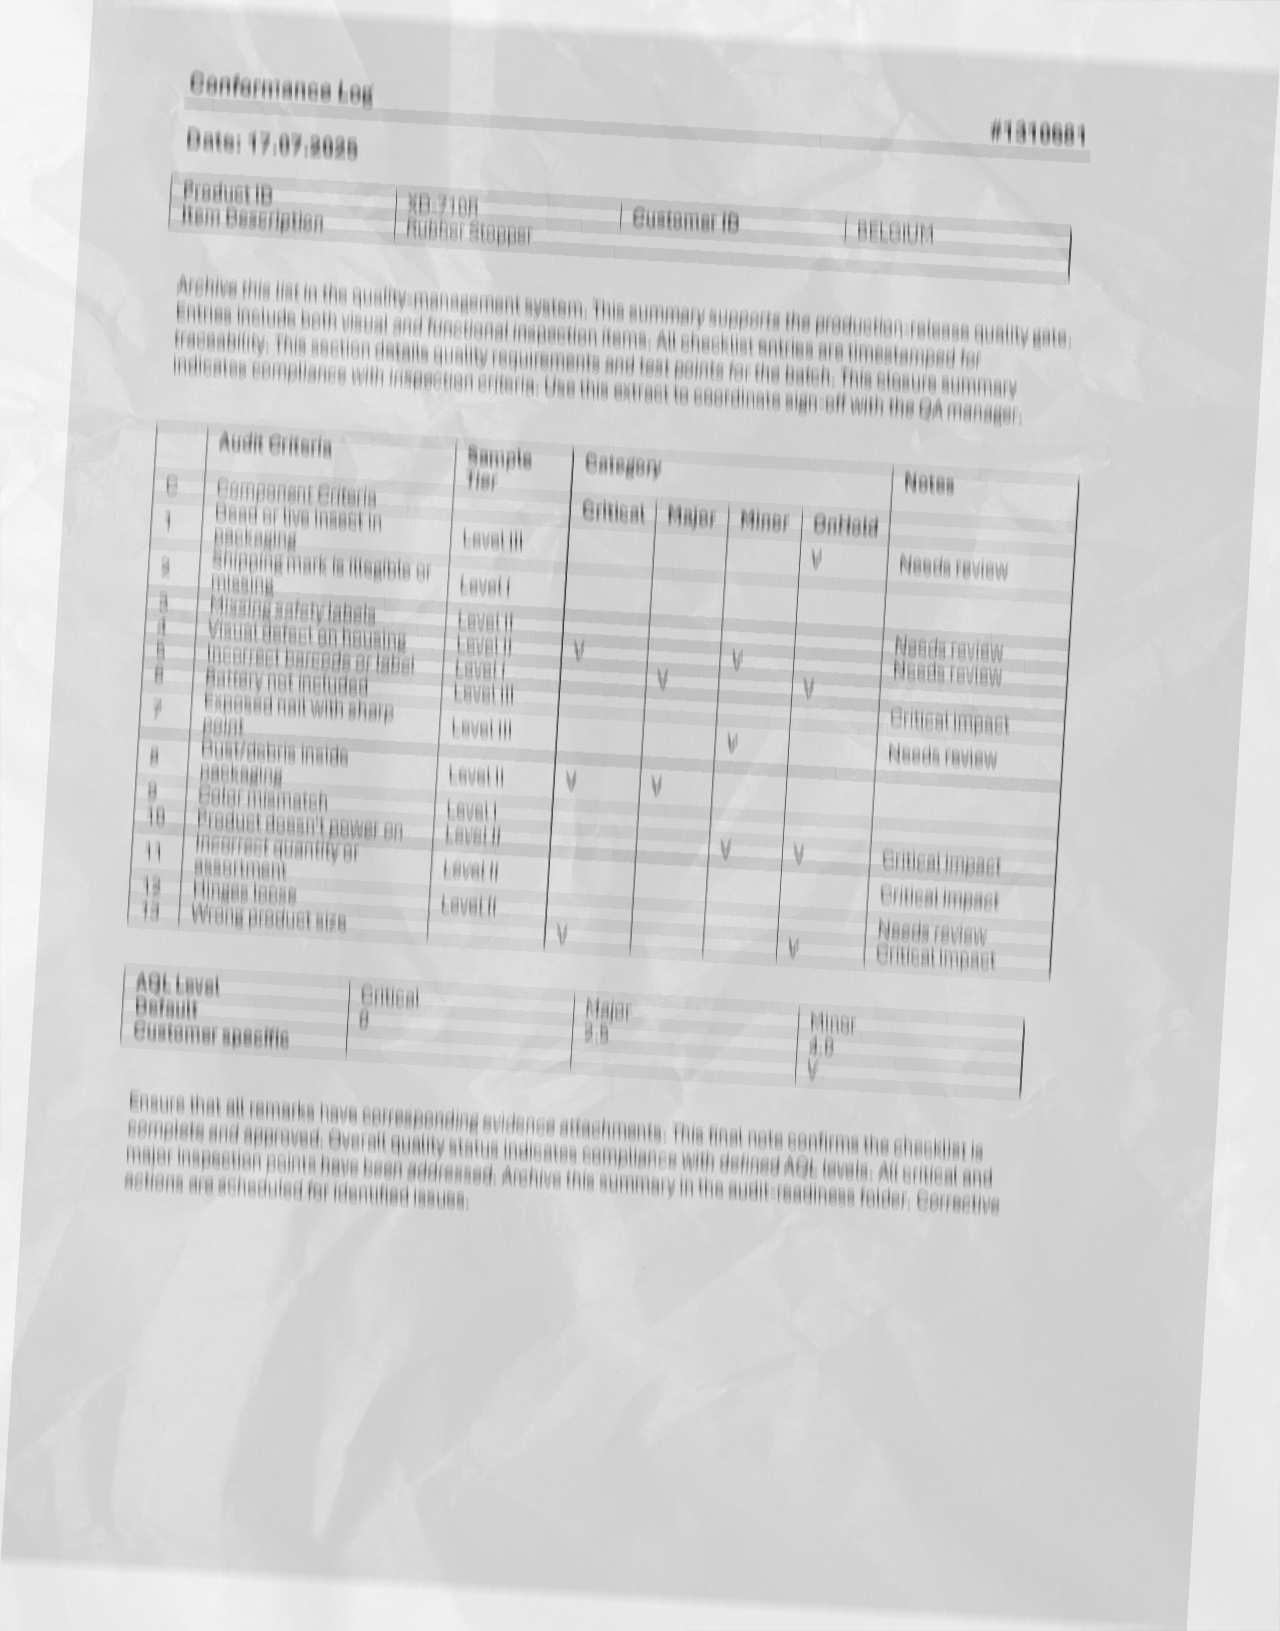 Conformance Log
#1310681
Date: 17.07.2025
Product ID Customer ID BELGIUM
Item Description Rubber Stopper
Archive this list in the quality-management system. This summary supports the production-release quality gate.
Entries include both visual and functional inspection items. All checklist entries are timestamped for
traceability. This section details quality requirements and test points for the batch. This closure summary
indicates compliance with inspection criteria. Use this extract to coordinate sign-off with the QA manager.
Audit Criteria Sample Category Notes
Tier
C Component Criteria Critical Major Minor OnHold
1 Dead or live insect in Level III V Needs review
packaging
2 Shipping mark is illegible or Level I
missing
3 Missing safety labels Level II Needs review
4 Visual defect on housing Level II V V Needs review
5 Incorrect barcode or label Level I V V
6 Battery not included Level III Critical impact
7 Exposed nail with sharp Level III V Needs review
point
8 Dust/debris inside Level II V V
packaging
9 Color mismatch Level I
10 Product doesn't power on Level II V V Critical impact
11 Incorrect quantity or Level II Critical impact
assortment
12 Hinges loose Level II Needs review
13 Wrong product size V V Critical impact
AQL Level Critical Major Minor
Default 0 2.5 4.0
Customer specific V
Ensure that all remarks have corresponding evidence attachments. This final note confirms the checklist is
complete and approved. Overall quality status indicates compliance with defined AQL levels. All critical and
major inspection points have been addressed. Archive this summary in the audit-readiness folder. Corrective
actions are scheduled for identified issues.